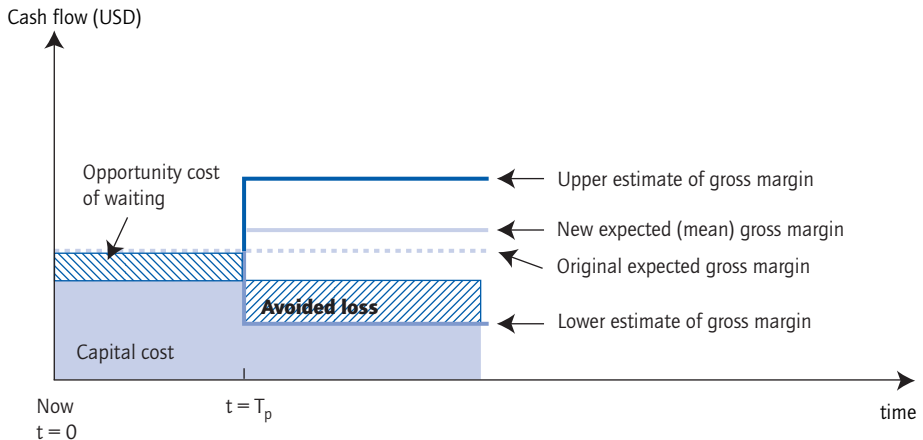 Cash flow (USD)
Opportunity cost
of waiting
Upper estimate of gross margin
New expected (mean) gross margin
Original expected gross margin
Avoided loss
Lower estimate of gross margin
Capital cost
Now
t = 0
t = Tp
time